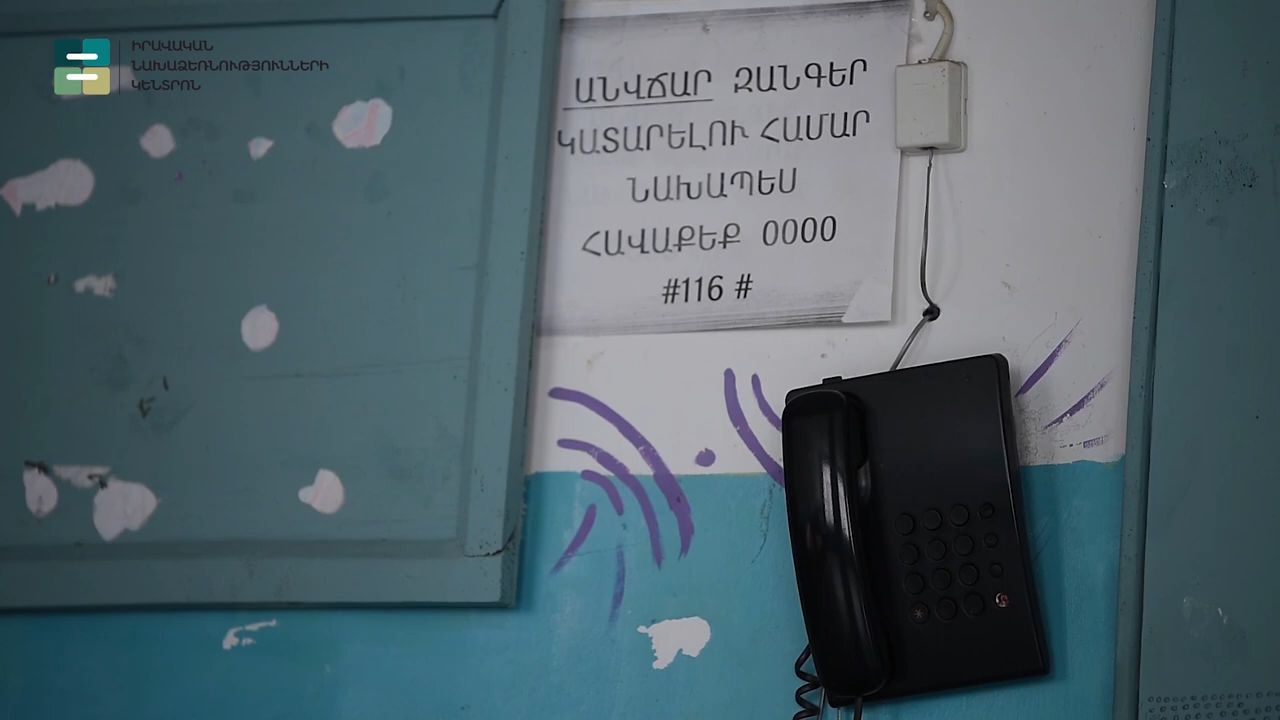 ԻՐԱՎԱԿԱՆ
ՆԱԽԱՁԵՌՆՈՒԹՅՈՒՆՆԵՐԻ
ԿԵՆՏՐՈՆ
ԱՆՎՃԱՐ ԶԱՆԳԵՐ
ԿԱՏԱՐԵԼՈՒ ՀԱՄԱՐ
ՆԱԽԱՊԵՍ
ՀԱՎԱՔԵՔ 0000
#116 #